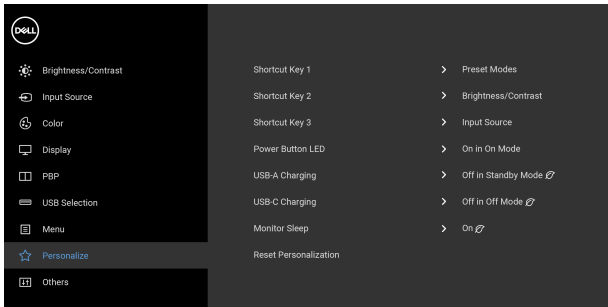 DELL
Brightness/Contrast
Input Source
Color
Display
PBP
USB Selection
Menu
Personalize
Others
Shortcut Key 1 > Preset Modes
Shortcut Key 2 > Brightness/Contrast
Shortcut Key 3 > Input Source
Power Button LED > On in On Mode
USB-A Charging > Off in Standby Mode
USB-C Charging > Off in Off Mode
Monitor Sleep > On
Reset Personalization